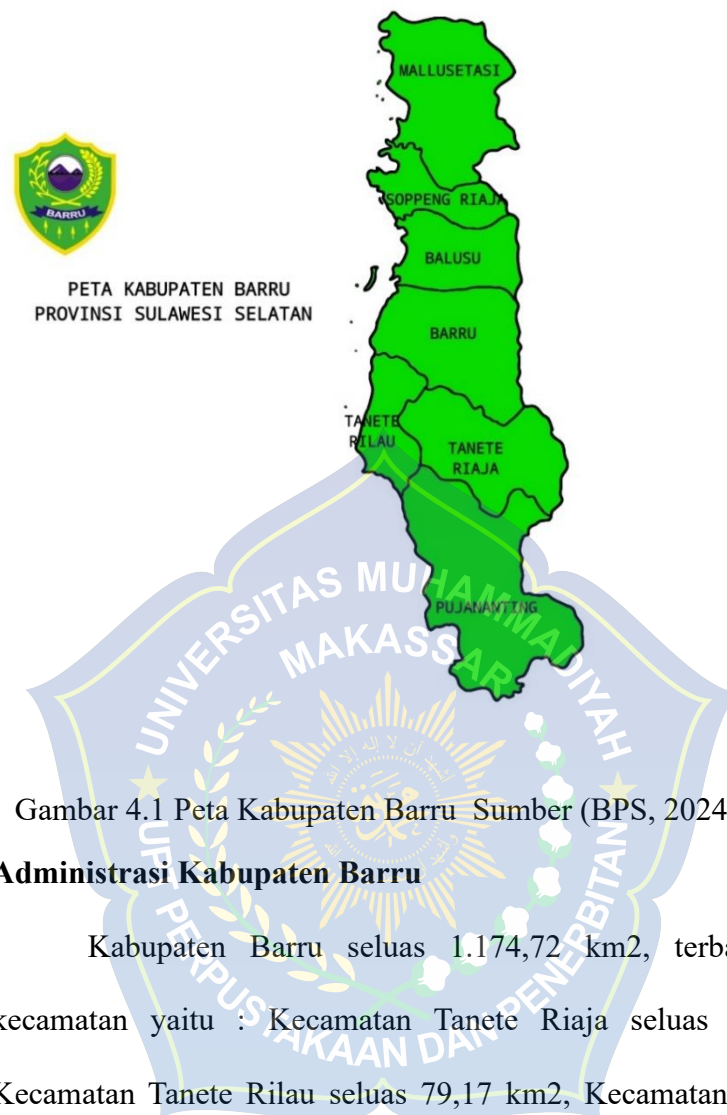 MALLUSETASI
SOPPENG RIAJA
BARRU
BALUSU
PETA KABUPATEN BARRU
PROVINSI SULAWESI SELATAN
BARRU
TANETE
RILAU
TANETE
RIAJA
PUJANANTING
UNIVERSITAS MUHAMMADIYAH
MAKASSAR
UPT PERPUSTAKAAN DAN PENERBITAN
Gambar 4.1 Peta Kabupaten Barru Sumber (BPS, 2024
Administrasi Kabupaten Barru
Kabupaten Barru seluas 1.174,72 km2, terba
kecamatan yaitu : Kecamatan Tanete Riaja seluas
Kecamatan Tanete Rilau seluas 79,17 km2, Kecamatan